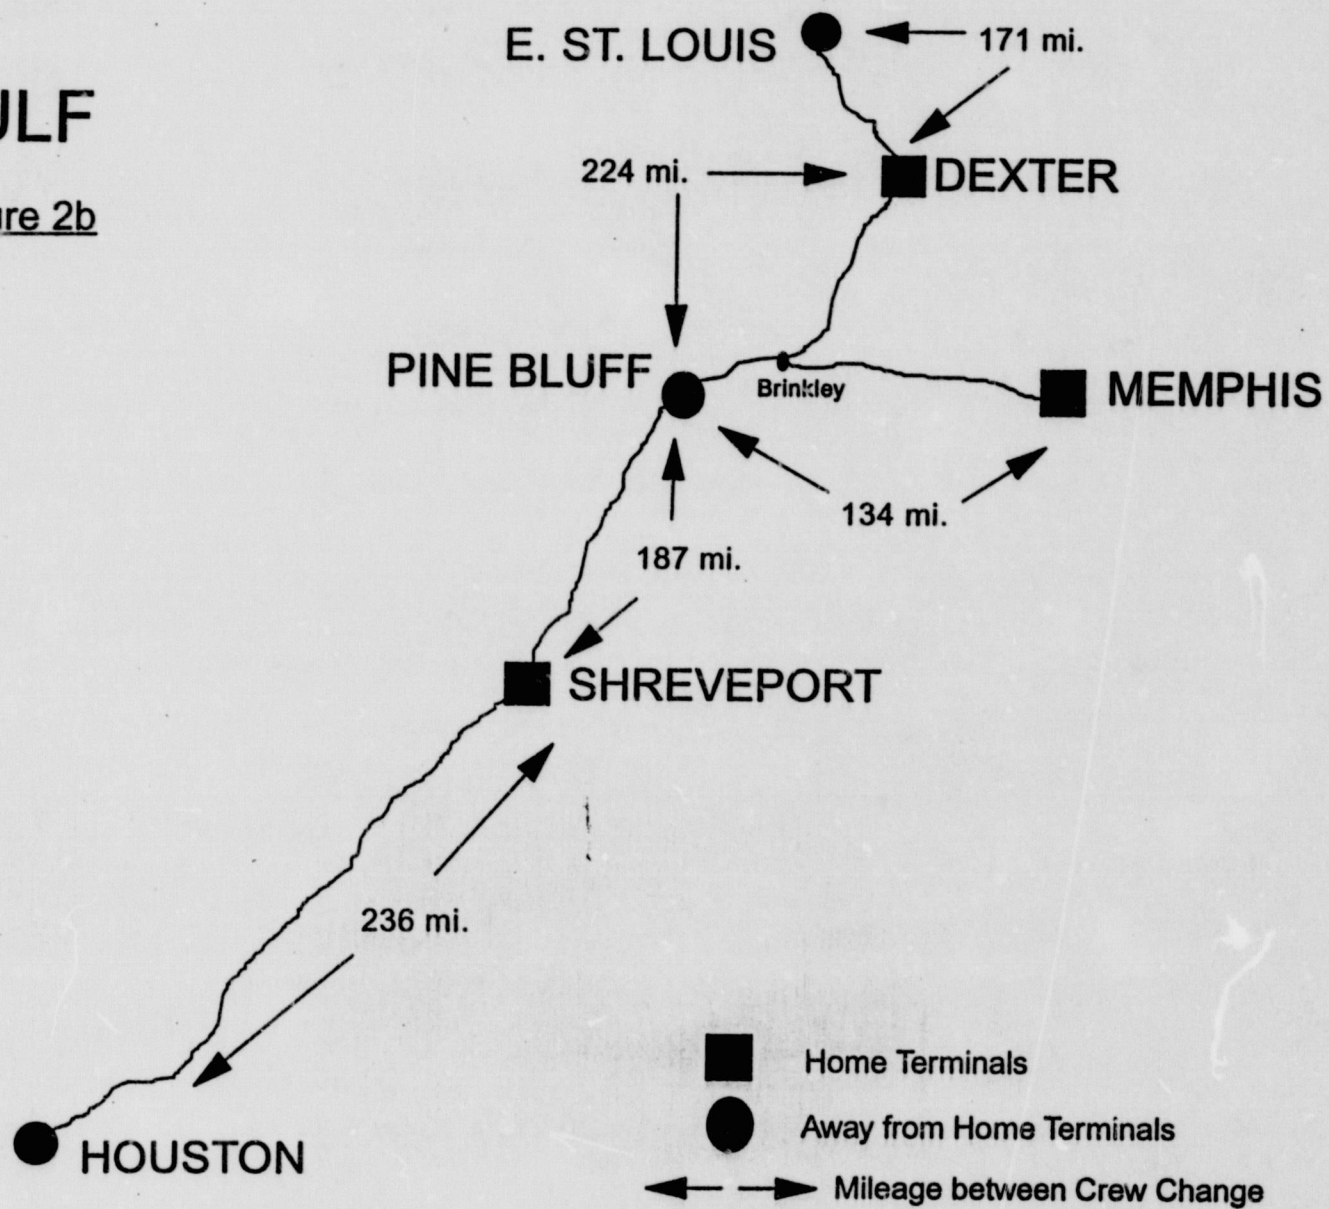 E. ST. LOUIS
171 mi.
ULF
224 mi.
DEXTER
ure 2b
PINE BLUFF
Brinkley
MEMPHIS
134 mi.
187 mi.
SHREVEPORT
236 mi.
Home Terminals
Away from Home Terminals
HOUSTON
Mileage between Crew Change